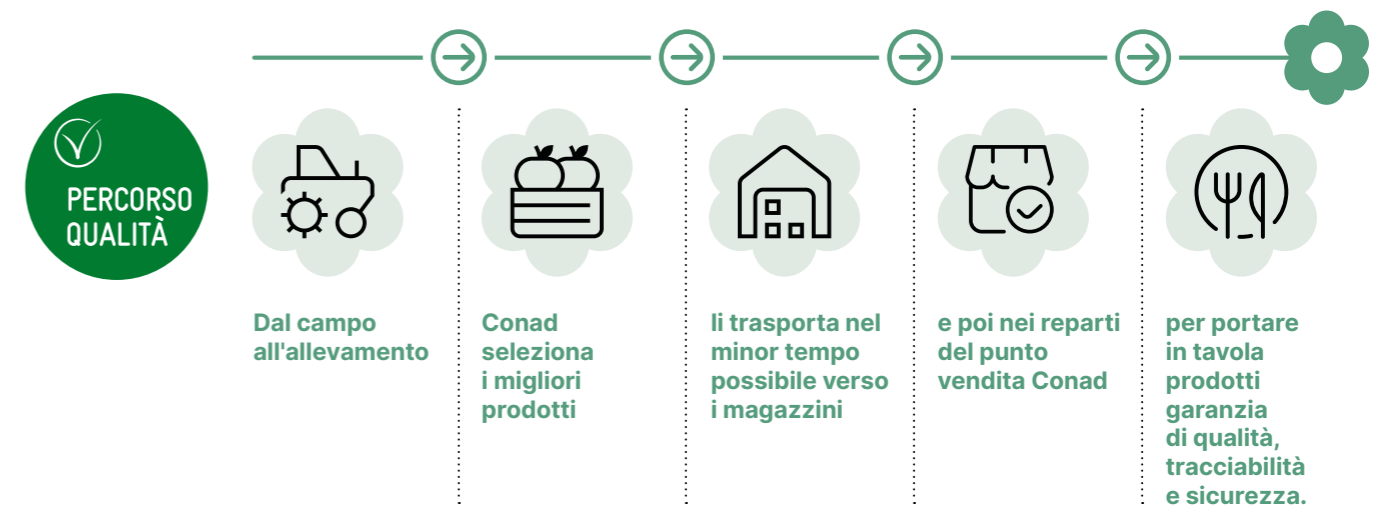 PERCORSO
QUALITÀ
Dal campo
all'allevamento
Conad
seleziona
i migliori
prodotti
li trasporta nel
minor tempo
possibile verso
i magazzini
e poi nei reparti
del punto
vendita Conad
per portare
in tavola
prodotti
garanzia
di qualità,
tracciabilità
e sicurezza.